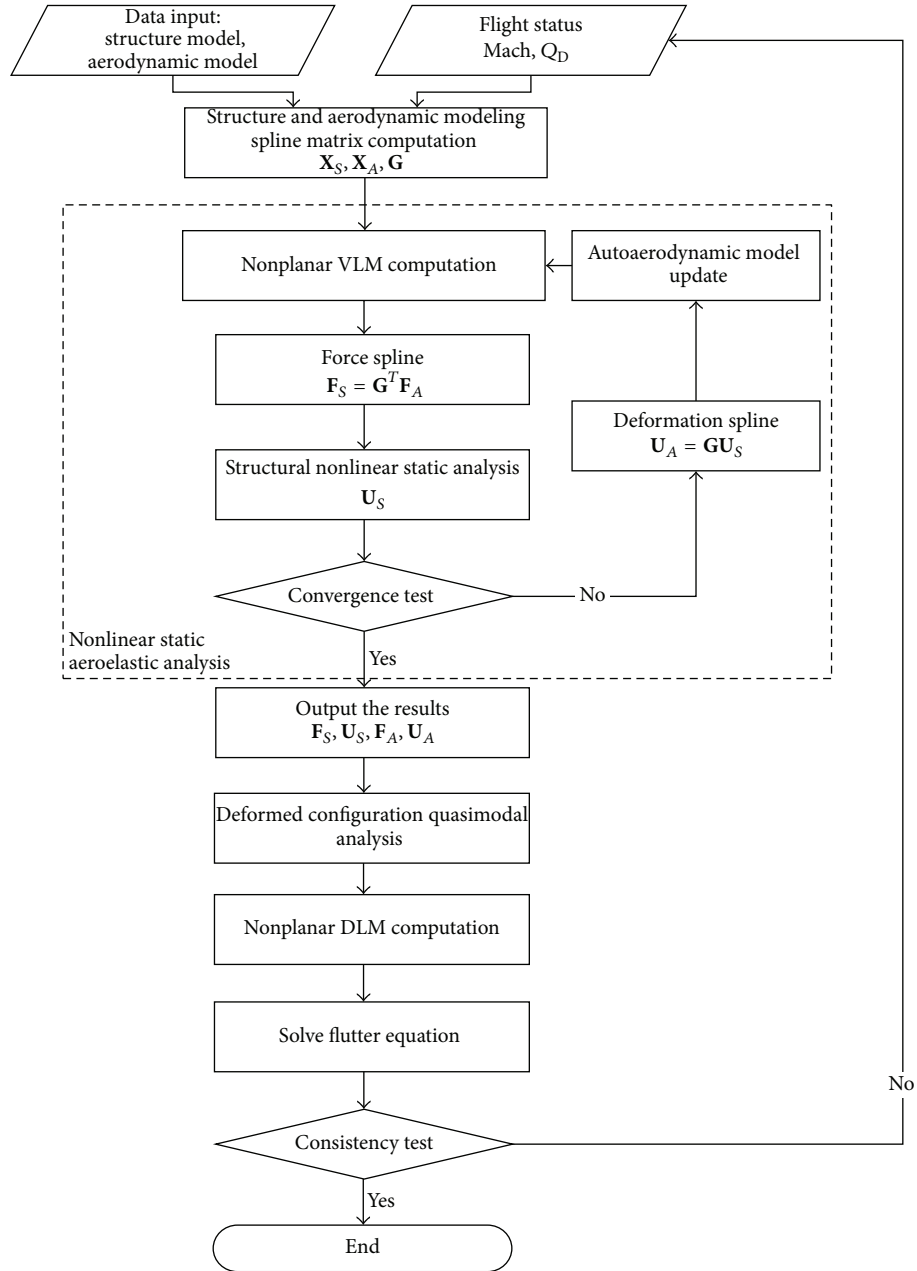 Data input:
structure model,
aerodynamic model
Flight status
Mach, Q_D
Structure and aerodynamic modeling
spline matrix computation
X_S, X_A, G
Nonplanar VLM computation
Autoaerodynamic model
update
Force spline
F_S = G^T F_A
Deformation spline
U_A = GU_S
Structural nonlinear static analysis
U_S
Convergence test
No
Nonlinear static
aeroelastic analysis
Yes
Output the results
F_S, U_S, F_A, U_A
Deformed configuration quasimodal
analysis
Nonplanar DLM computation
Solve flutter equation
No
Consistency test
Yes
End